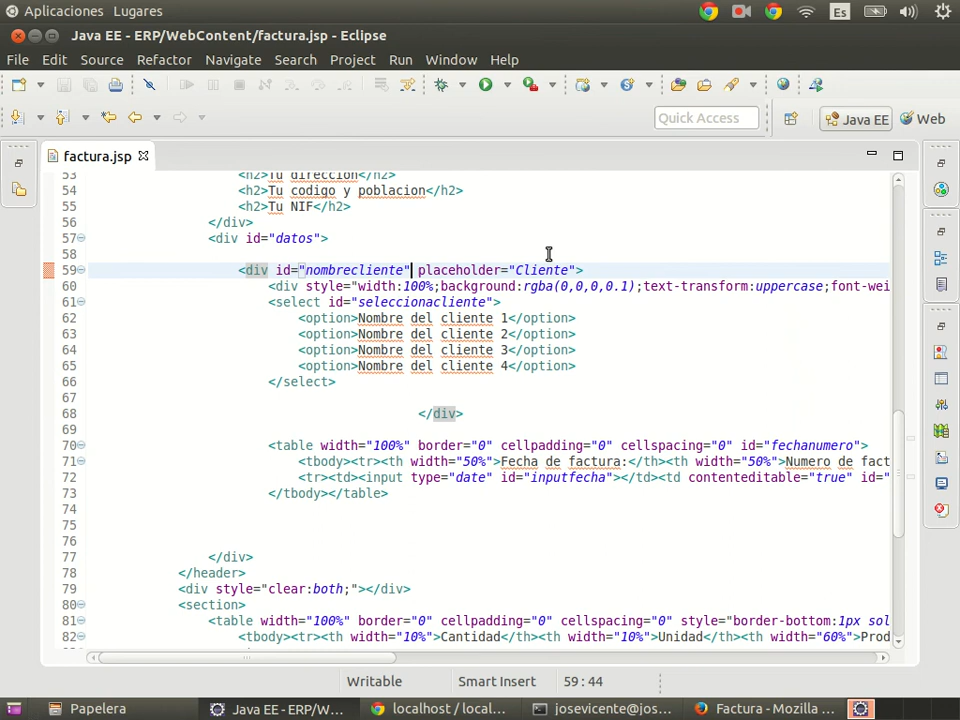 Aplicaciones Lugares
Es
Java EE - ERP/WebContent/factura.jsp - Eclipse
File Edit Source Refactor Navigate Search Project Run Window Help
Quick Access
Java EE
Web
factura.jsp
53 <h2>Tu direccion</h2>
54 <h2>Tu codigo y poblacion</h2>
55 <h2>Tu NIF</h2>
56 </div>
57 <div id="datos">
58
59 <div id="nombrecliente" placeholder="Cliente">
60 <div style="width:100%;background:rgba(0,0,0,0.1);text-transform:uppercase;font-wei
61 <select id="seleccionacliente">
62 <option>Nombre del cliente 1</option>
63 <option>Nombre del cliente 2</option>
64 <option>Nombre del cliente 3</option>
65 <option>Nombre del cliente 4</option>
66 </select>
67
68 </div>
69
70 <table width="100%" border="0" cellpadding="0" cellspacing="0" id="fechanumero">
71 <tbody><tr><th width="50%">Fecha de factura:</th><th width="50%">Numero de fact
72 <tr><td><input type="date" id="inputfecha"></td><td contenteditable="true" id="
73 </tbody></table>
74
75
76
77 </div>
78 </header>
79 <div style="clear:both;"></div>
80 <section>
81 <table width="100%" border="0" cellpadding="0" cellspacing="0" style="border-bottom:1px sol
82 <tbody><tr><th width="10%">Cantidad</th><th width="10%">Unidad</th><th width="60%">Prod
Writable
Smart Insert
59 : 44
Papelera
Java EE - ERP/W...
localhost / local...
josevicente@jos...
Factura - Mozilla ...